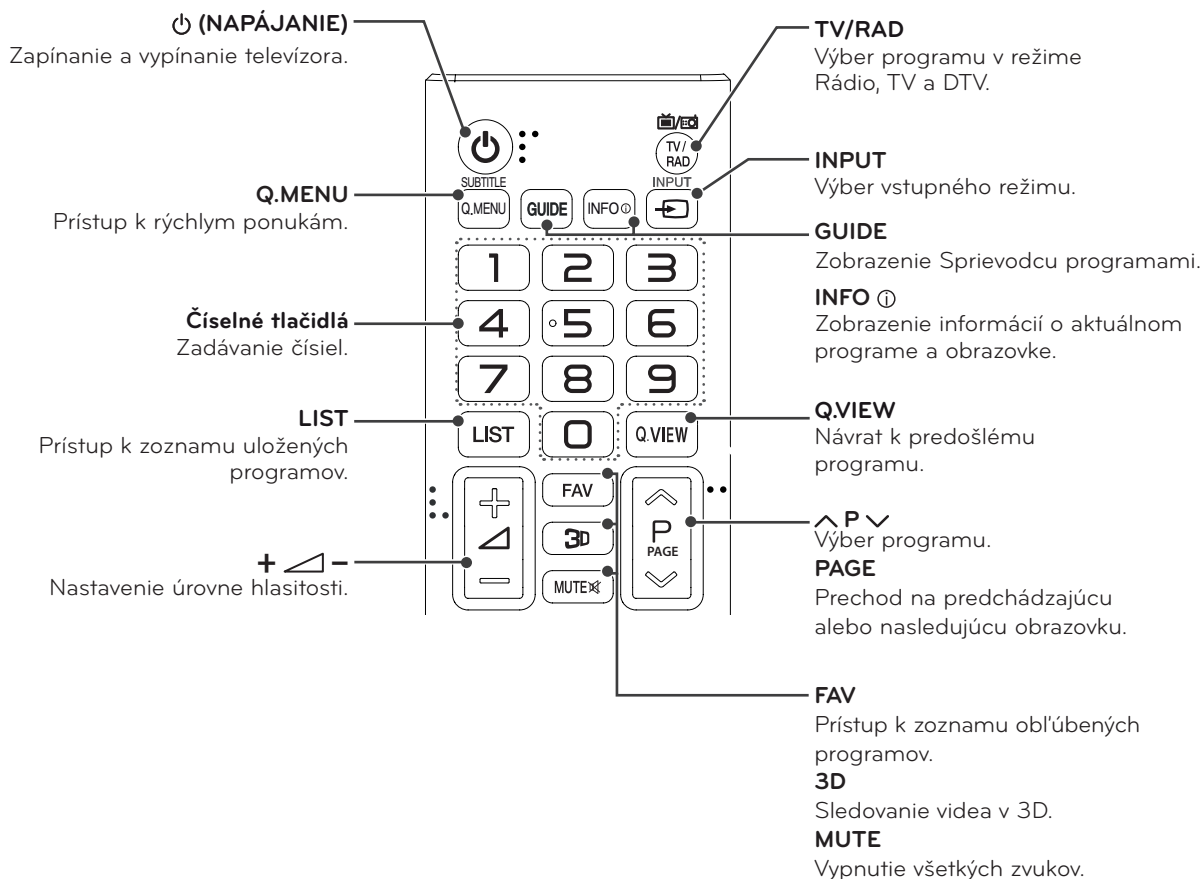 ⏻ (NAPÁJANIE)
Zapínanie a vypínanie televízora.
Q.MENU
Prístup k rýchlym ponukám.
Číselné tlačidlá
Zadávanie čísiel.
LIST
Prístup k zoznamu uložených
programov.
+ ◿ −
Nastavenie úrovne hlasitosti.
TV/
RAD
SUBTITLE
INPUT
Q.MENU
GUIDE
INFO ⓘ
1 2 3
4 5 6
7 8 9
LIST 0 Q.VIEW
+
FAV
3D
P
PAGE
−
MUTE
TV/RAD
Výber programu v režime
Rádio, TV a DTV.
INPUT
Výber vstupného režimu.
GUIDE
Zobrazenie Sprievodcu programami.
INFO ⓘ
Zobrazenie informácií o aktuálnom
programe a obrazovke.
Q.VIEW
Návrat k predošlému
programu.
︿ P ﹀
Výber programu.
PAGE
Prechod na predchádzajúcu
alebo nasledujúcu obrazovku.
FAV
Prístup k zoznamu obľúbených
programov.
3D
Sledovanie videa v 3D.
MUTE
Vypnutie všetkých zvukov.